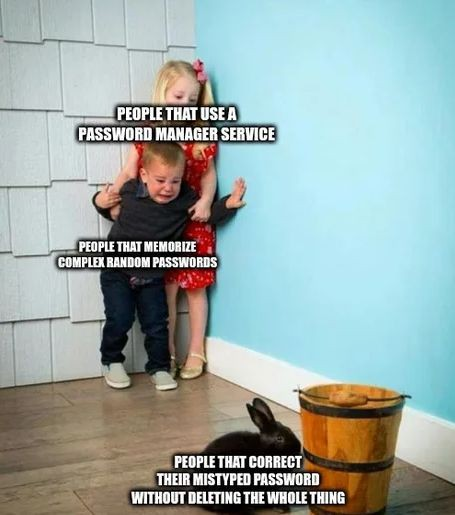 PEOPLE THAT USE A
PASSWORD MANAGER SERVICE
PEOPLE THAT MEMORIZE
COMPLEX RANDOM PASSWORDS
PEOPLE THAT CORRECT
THEIR MISTYPED PASSWORD
WITHOUT DELETING THE WHOLE THING